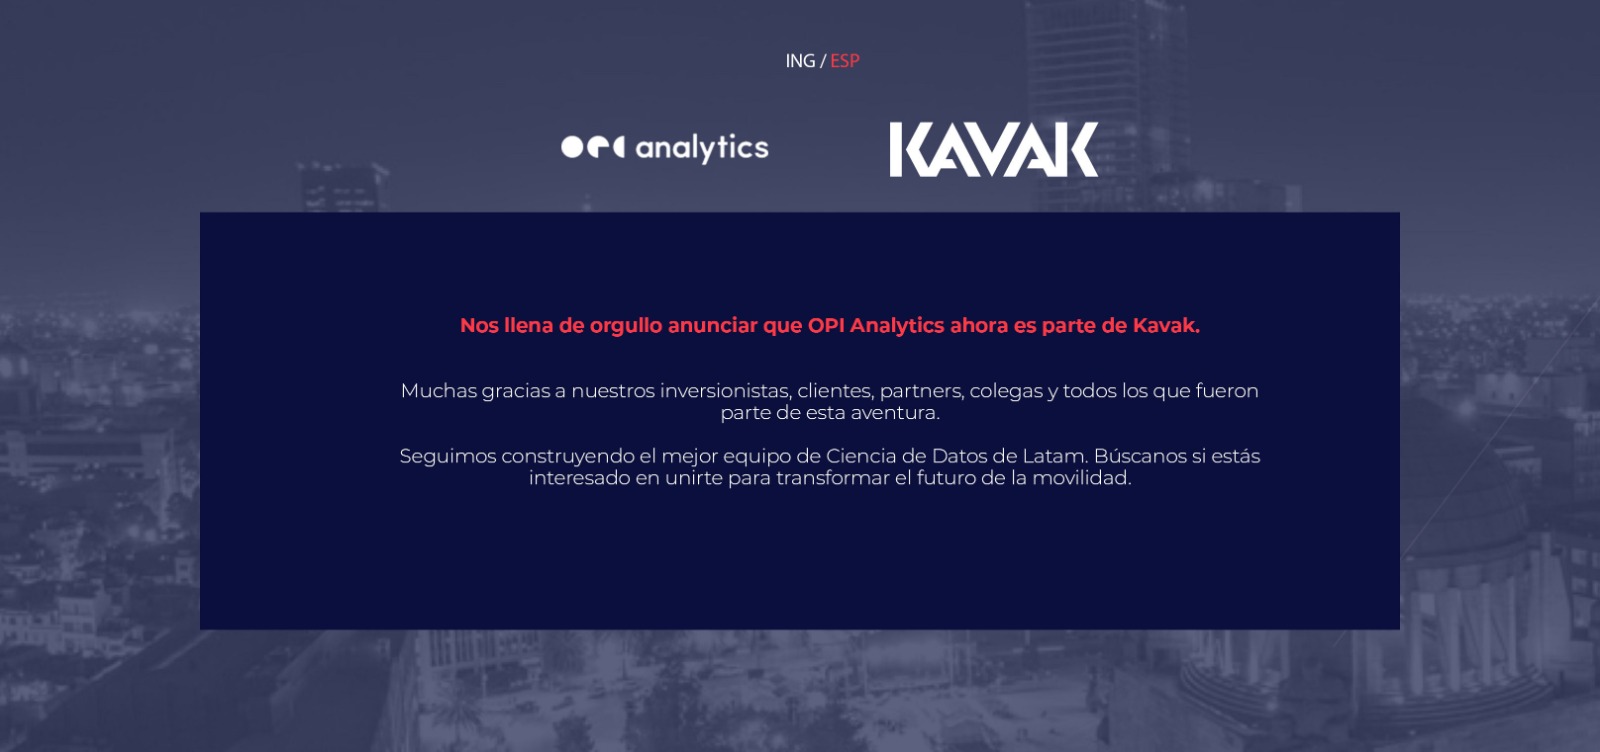 ING / ESP
opi analytics
KAVAK
Nos llena de orgullo anunciar que OPI Analytics ahora es parte de Kavak.
Muchas gracias a nuestros inversionistas, clientes, partners, colegas y todos los que fueron
parte de esta aventura.
Seguimos construyendo el mejor equipo de Ciencia de Datos de Latam. Búscanos si estás
interesado en unirte para transformar el futuro de la movilidad.